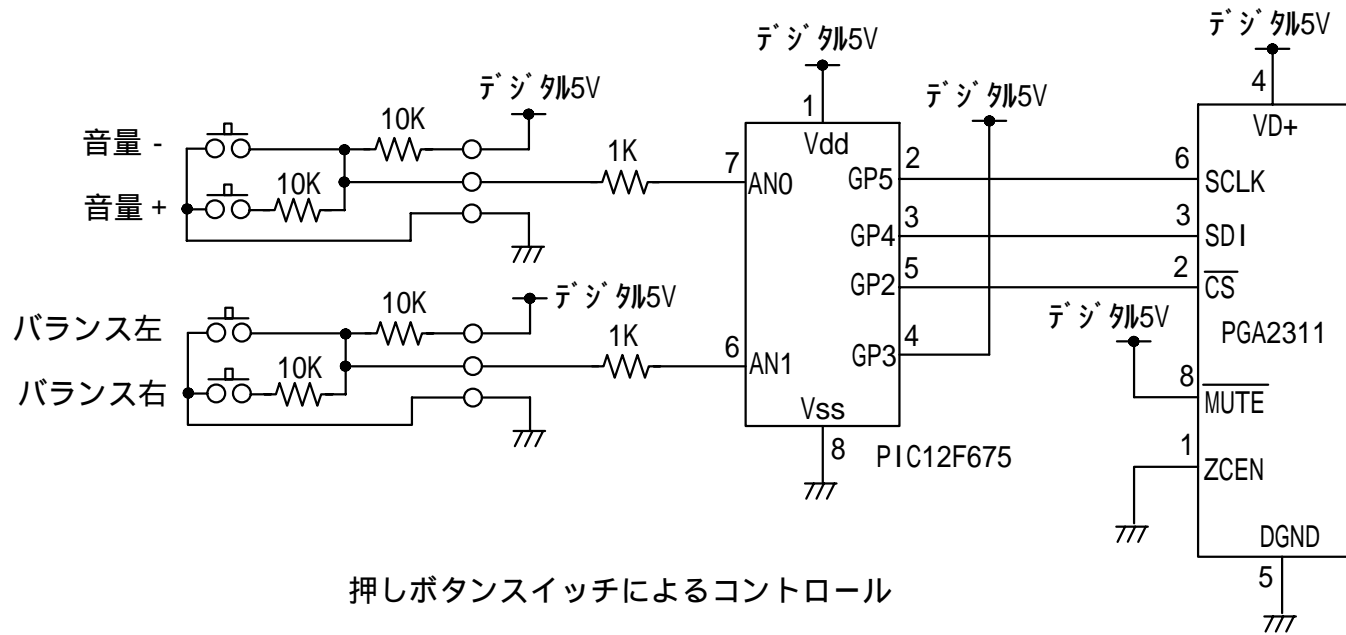 デジタル5V
デジタル5V
デジタル5V
デジタル5V
音量 -
10K
音量 +
10K
1K
7
AN0
1
Vdd
GP5
2
GP4
3
GP2
5
GP3
4
4
VD+
6
SCLK
3
SDI
2
CS
デジタル5V
PGA2311
8
MUTE
1
ZCEN
DGND
5
バランス左
10K
デジタル5V
バランス右
10K
1K
6
AN1
Vss
8
PIC12F675
押しボタンスイッチによるコントロール